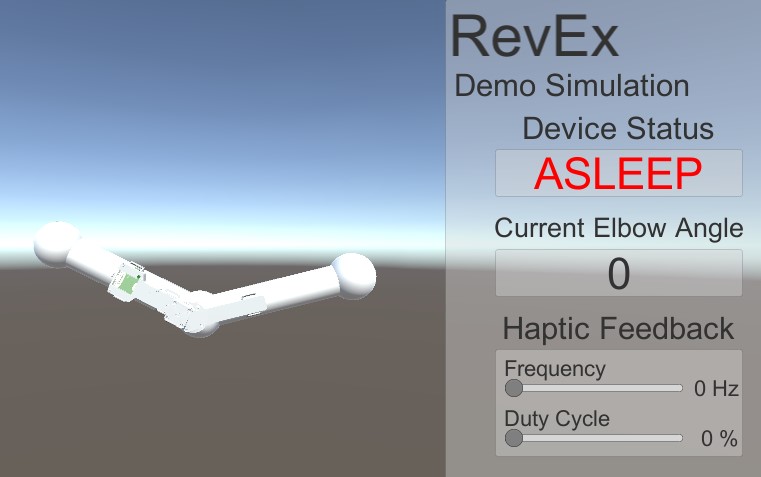 RevEx
Demo Simulation
Device Status
ASLEEP
Current Elbow Angle
0
Haptic Feedback
Frequency
0 Hz
Duty Cycle
0 %